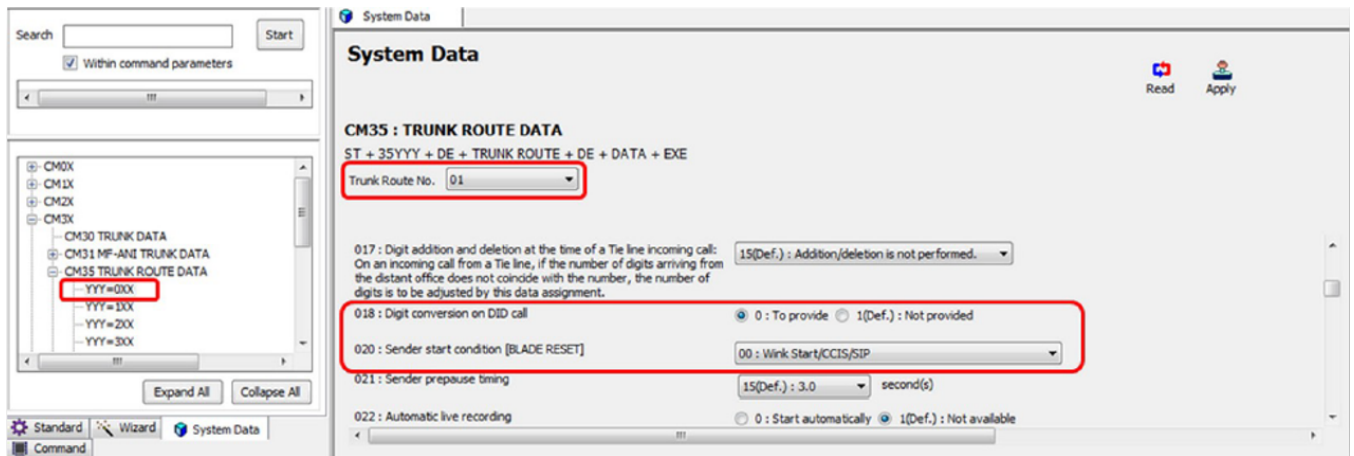 Search
Start
Within command parameters
CM0X
CM1X
CM2X
CM3X
CM30 TRUNK DATA
CM31 MF-ANI TRUNK DATA
CM35 TRUNK ROUTE DATA
YYY=0XX
YYY=1XX
YYY=2XX
YYY=3XX
Expand All Collapse All
Standard Wizard System Data
Command
System Data
System Data
Read Apply
CM35 : TRUNK ROUTE DATA
ST + 35YYY + DE + TRUNK ROUTE + DE + DATA + EXE
Trunk Route No. 01
017 : Digit addition and deletion at the time of a Tie line incoming call: 15(Def.) : Addition/deletion is not performed.
On an incoming call from a Tie line, if the number of digits arriving from
the distant office does not coincide with the number, the number of
digits is to be adjusted by this data assignment.
018 : Digit conversion on DID call 0 : To provide 1(Def.) : Not provided
020 : Sender start condition [BLADE RESET] 00 : Wink Start/CCIS/SIP
021 : Sender prepause timing 15(Def.) : 3.0 second(s)
022 : Automatic live recording 0 : Start automatically 1(Def.) : Not available